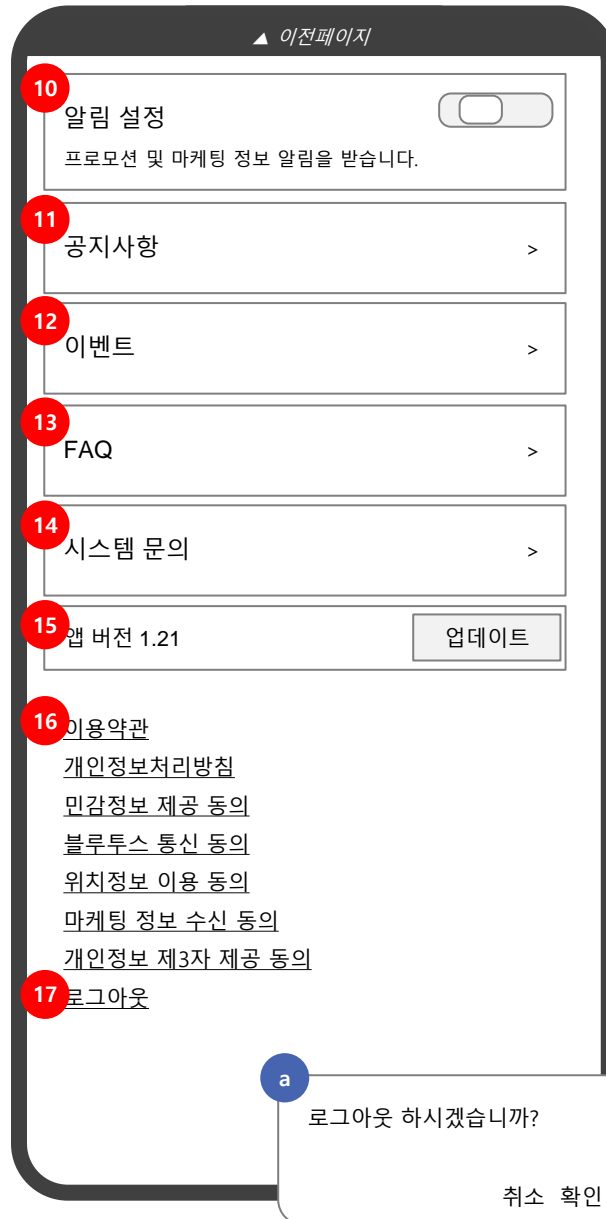 ▲ 이전페이지
10
알림 설정
프로모션 및 마케팅 정보 알림을 받습니다.
11
공지사항 >
12
이벤트 >
13
FAQ >
14
시스템 문의 >
15
앱 버전 1.21 업데이트
16
이용약관
개인정보처리방침
민감정보 제공 동의
블루투스 통신 동의
위치정보 이용 동의
마케팅 정보 수신 동의
개인정보 제3자 제공 동의
17
로그아웃
a
로그아웃 하시겠습니까?
취소 확인